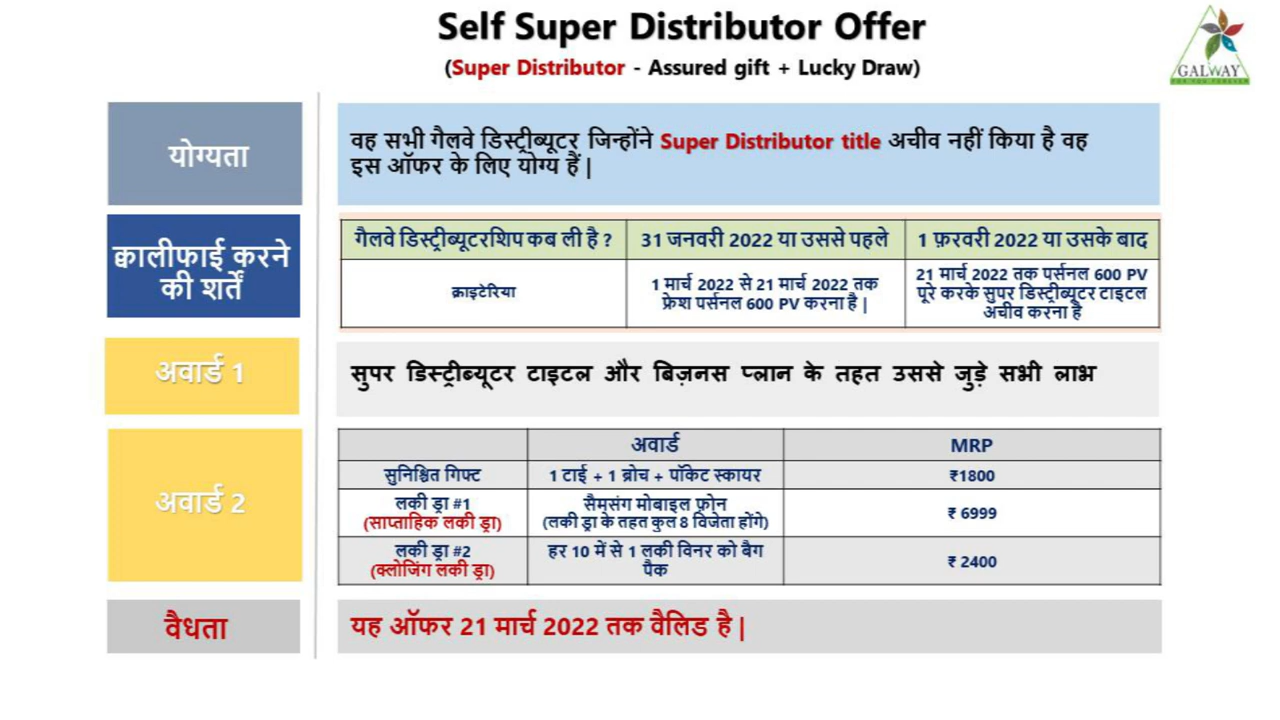 Self Super Distributor Offer
(Super Distributor - Assured gift + Lucky Draw)
GALWAY
योग्यता
वह सभी गैलवे डिस्ट्रीब्यूटर जिन्होंने Super Distributor title अचीव नहीं किया है वह
इस ऑफर के लिए योग्य हैं |
क्वालीफाई करने
की शर्तें
गैलवे डिस्ट्रीब्यूटरशिप कब ली है ?
31 जनवरी 2022 या उससे पहले
1 फ़रवरी 2022 या उसके बाद
क्राइटेरिया
1 मार्च 2022 से 21 मार्च 2022 तक
फ्रेश पर्सनल 600 PV करना है |
21 मार्च 2022 तक पर्सनल 600 PV
पूरे करके सुपर डिस्ट्रीब्यूटर टाइटल
अचीव करना है
अवार्ड 1
सुपर डिस्ट्रीब्यूटर टाइटल और बिज़नस प्लान के तहत उससे जुड़े सभी लाभ
अवार्ड 2
अवार्ड
MRP
सुनिश्चित गिफ्ट
1 टाई + 1 ब्रोच + पॉकेट स्कायर
₹1800
लकी ड्रा #1
(साप्ताहिक लकी ड्रा)
सैमसंग मोबाइल फ़ोन
(लकी ड्रा के तहत कुल 8 विजेता होंगे)
₹ 6999
लकी ड्रा #2
(क्लोजिंग लकी ड्रा)
हर 10 में से 1 लकी विनर को बैग
पैक
₹ 2400
वैधता
यह ऑफर 21 मार्च 2022 तक वैलिड है |